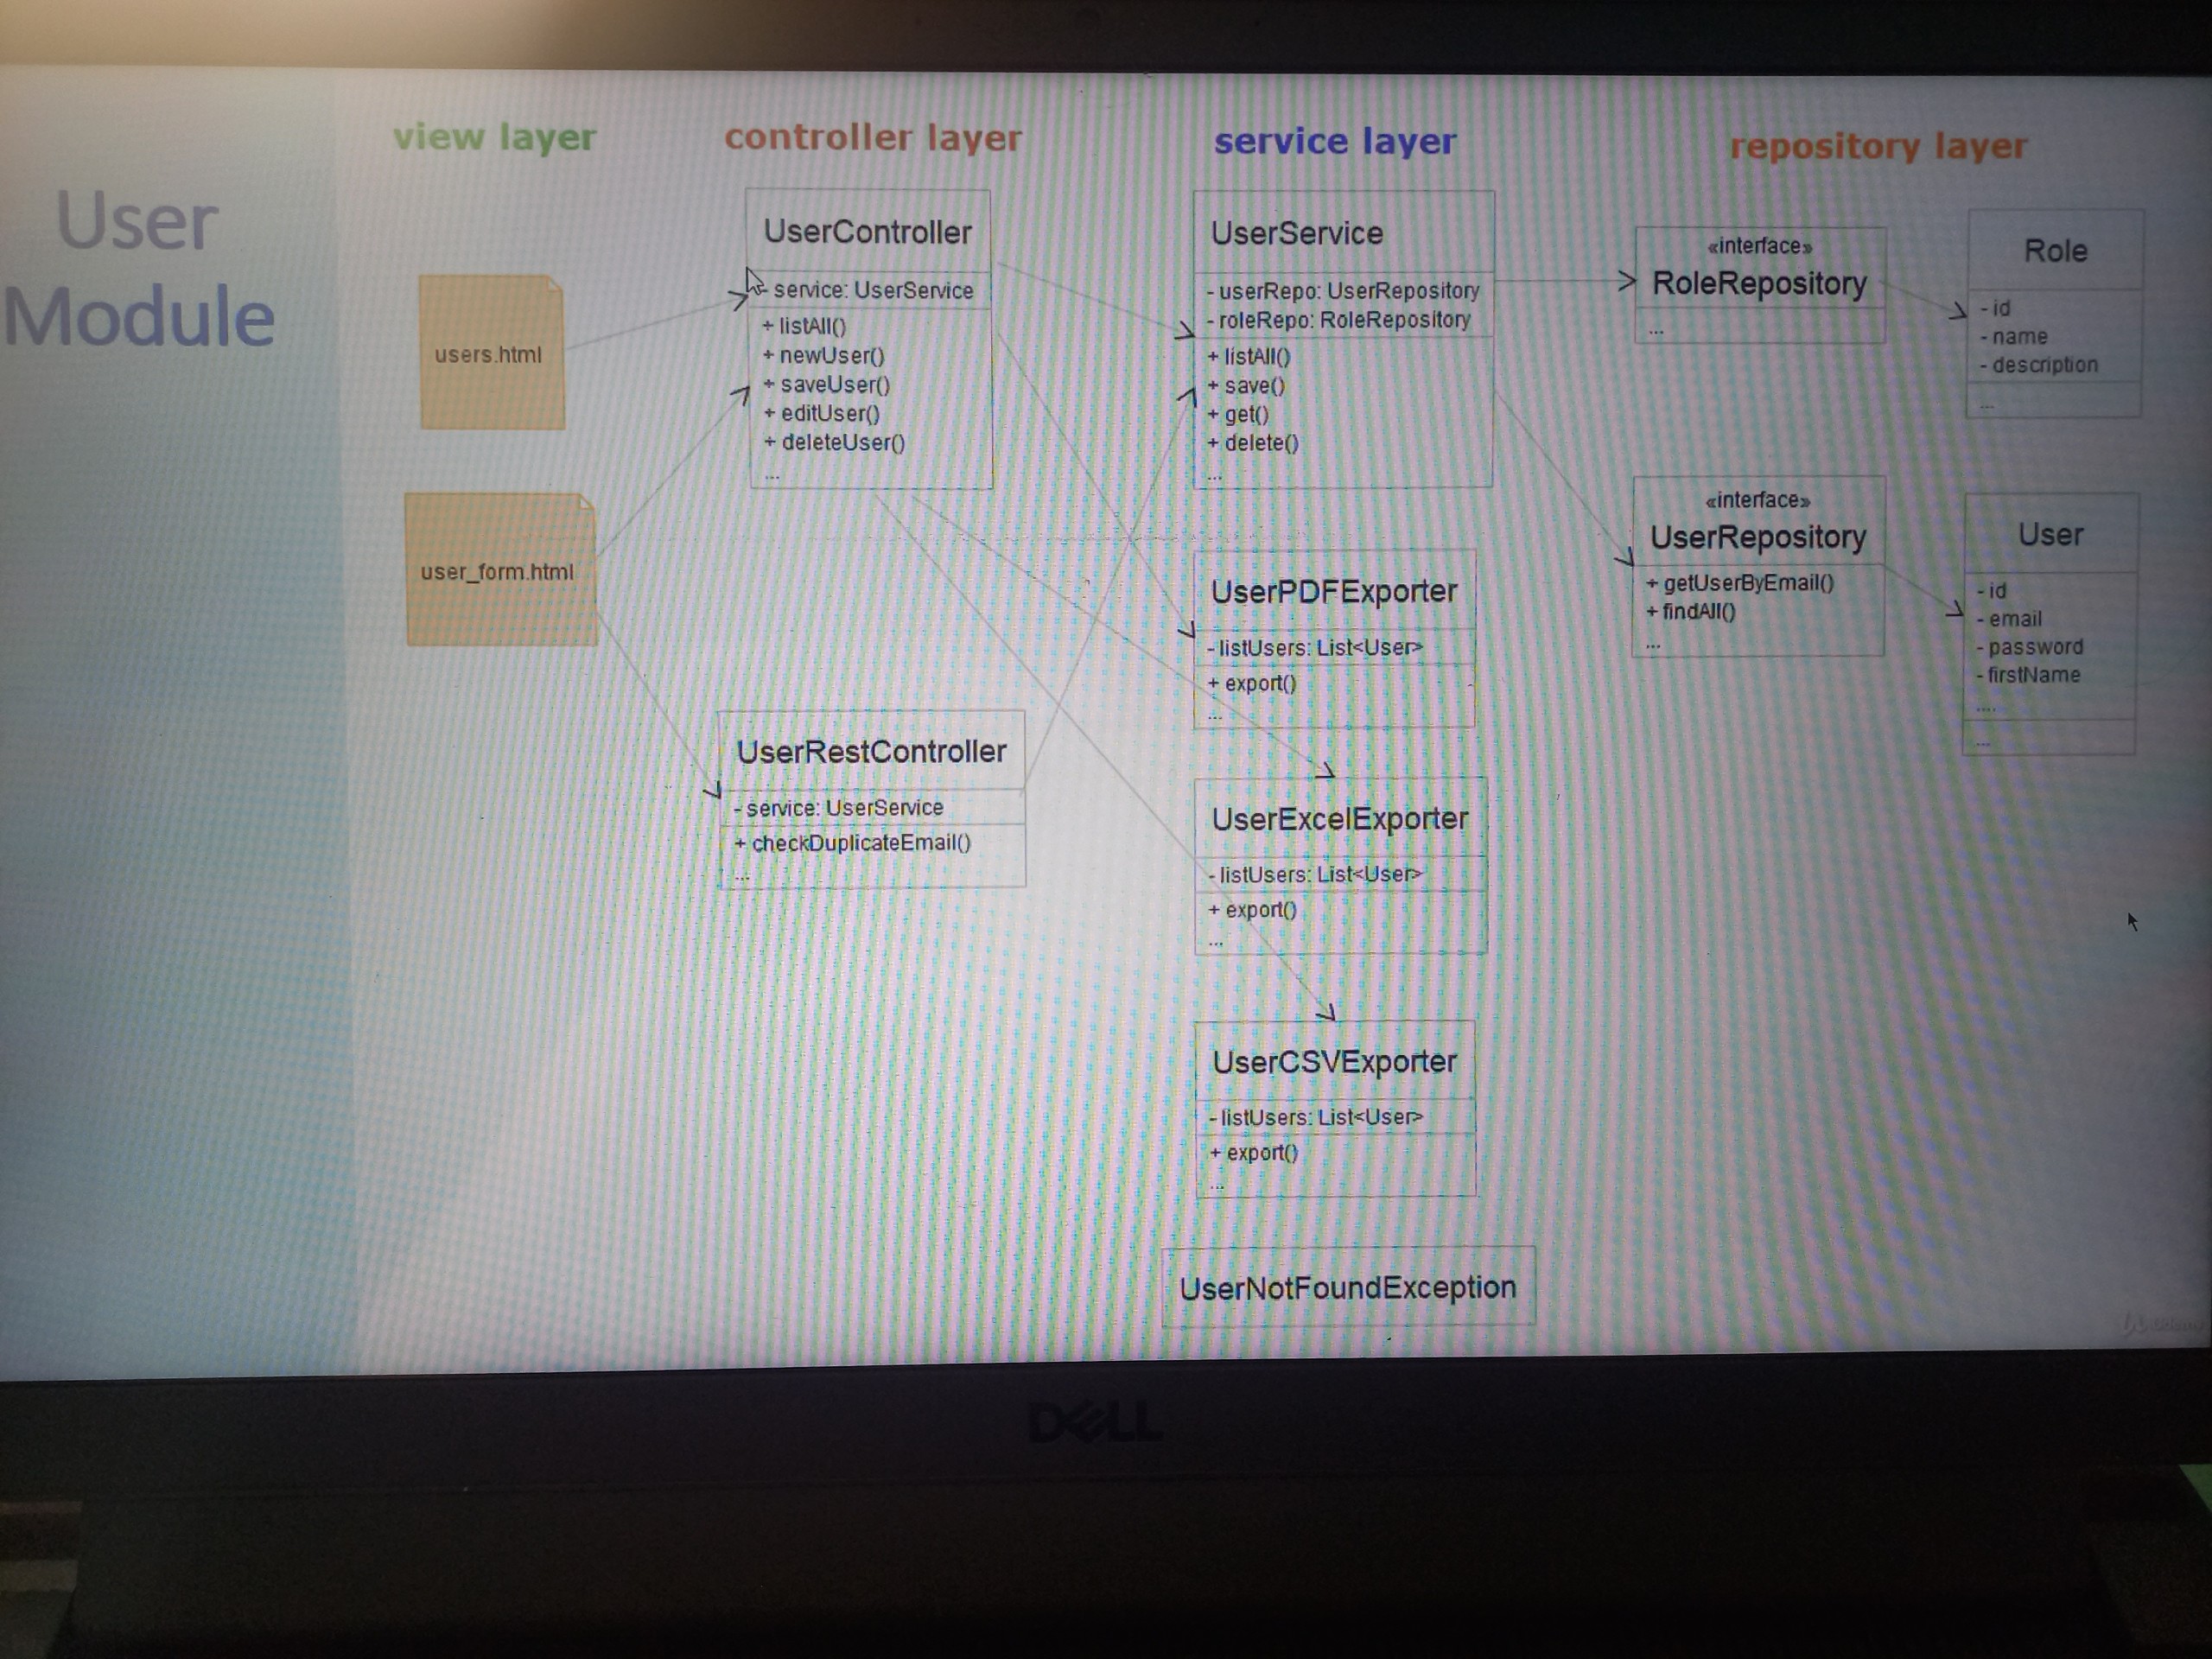 User
Module
view layer
controller layer
service layer
repository layer
users.html
user_form.html
UserController
- service: UserService
+ listAll()
+ newUser()
+ saveUser()
+ editUser()
+ deleteUser()
...
UserRestController
- service: UserService
+ checkDuplicateEmail()
...
UserService
- userRepo: UserRepository
- roleRepo: RoleRepository
+ listAll()
+ save()
+ get()
+ delete()
...
UserPDFExporter
- listUsers: List<User>
+ export()
...
UserExcelExporter
- listUsers: List<User>
+ export()
...
UserCSVExporter
- listUsers: List<User>
+ export()
...
UserNotFoundException
«interface»
RoleRepository
...
«interface»
UserRepository
+ getUserByEmail()
+ findAll()
...
Role
- id
- name
- description
...
User
- id
- email
- password
- firstName
....
...
Udemy
DELL